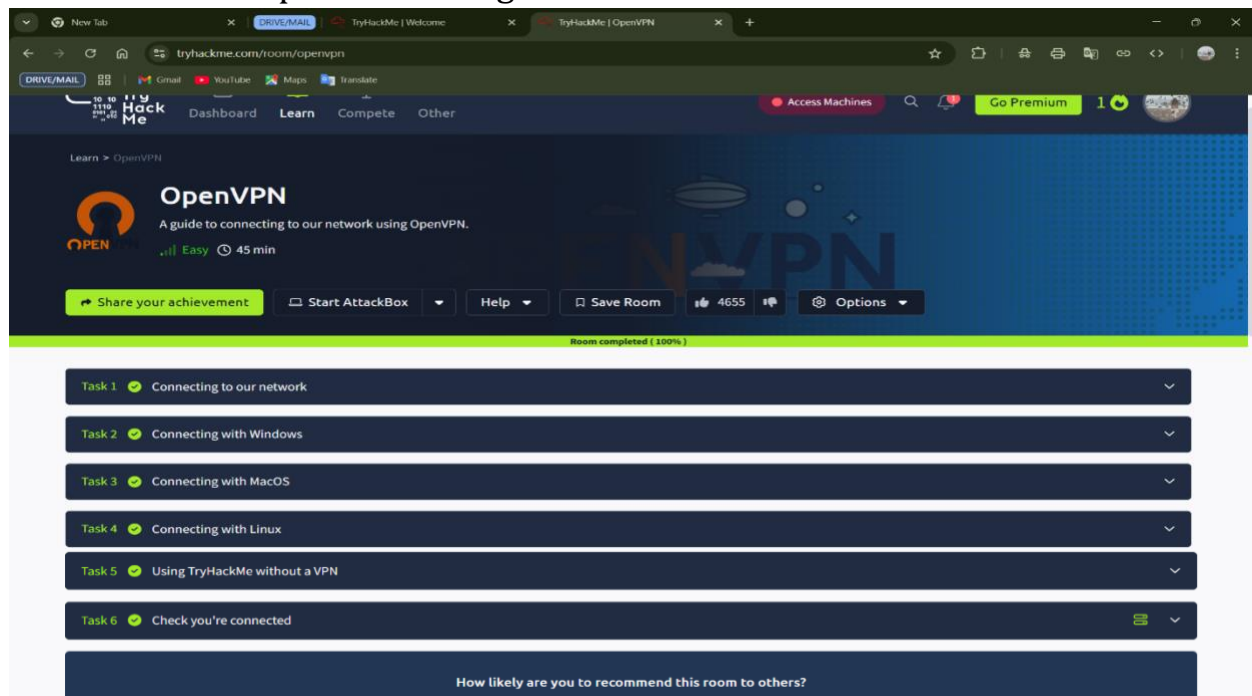 New Tab
DRIVE/MAIL
TryHackMe | Welcome
TryHackMe | OpenVPN
tryhackme.com/room/openvpn
DRIVE/MAIL
Gmail
YouTube
Maps
Translate
Hack
Me
Dashboard
Learn
Compete
Other
Access Machines
Go Premium
1
Learn > OpenVPN
OpenVPN
A guide to connecting to our network using OpenVPN.
OPEN
Easy
45 min
Share your achievement
Start AttackBox
Help
Save Room
4655
Options
Room completed ( 100% )
Task 1
Connecting to our network
Task 2
Connecting with Windows
Task 3
Connecting with MacOS
Task 4
Connecting with Linux
Task 5
Using TryHackMe without a VPN
Task 6
Check you're connected
How likely are you to recommend this room to others?